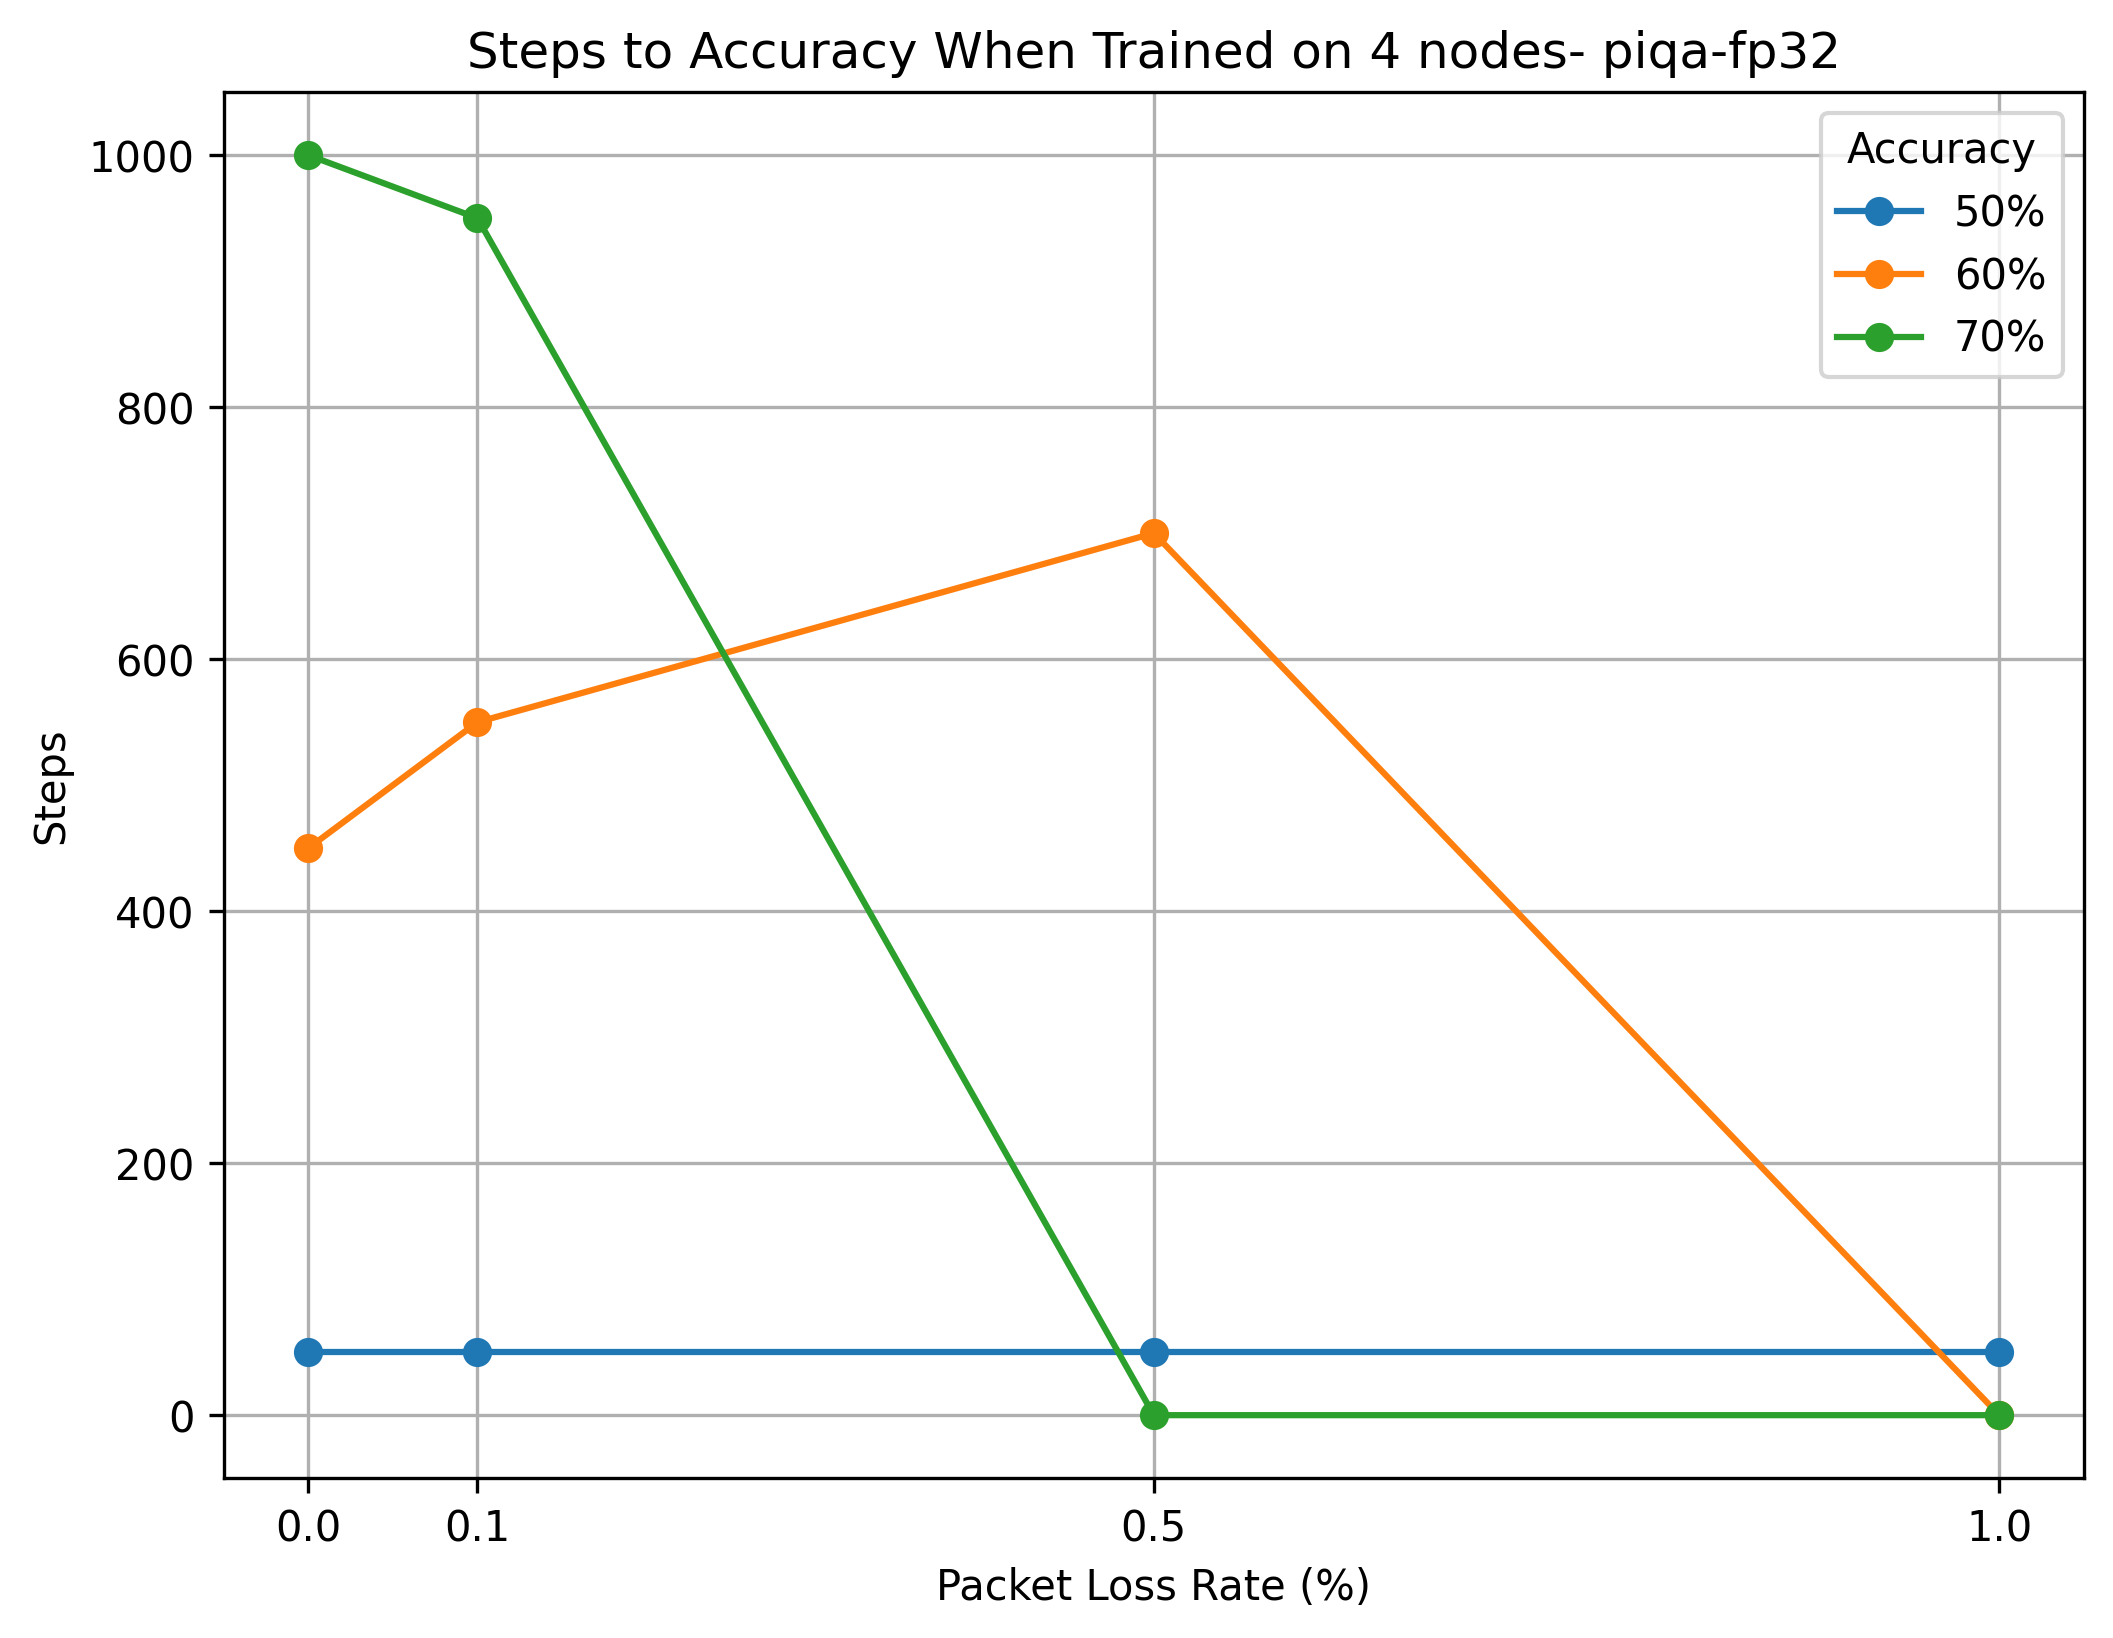 Steps to Accuracy When Trained on 4 nodes- piqa-fp32
Accuracy
50%
60%
70%
1000
800
600
400
200
0
Steps
0.0 0.1 0.5 1.0
Packet Loss Rate (%)